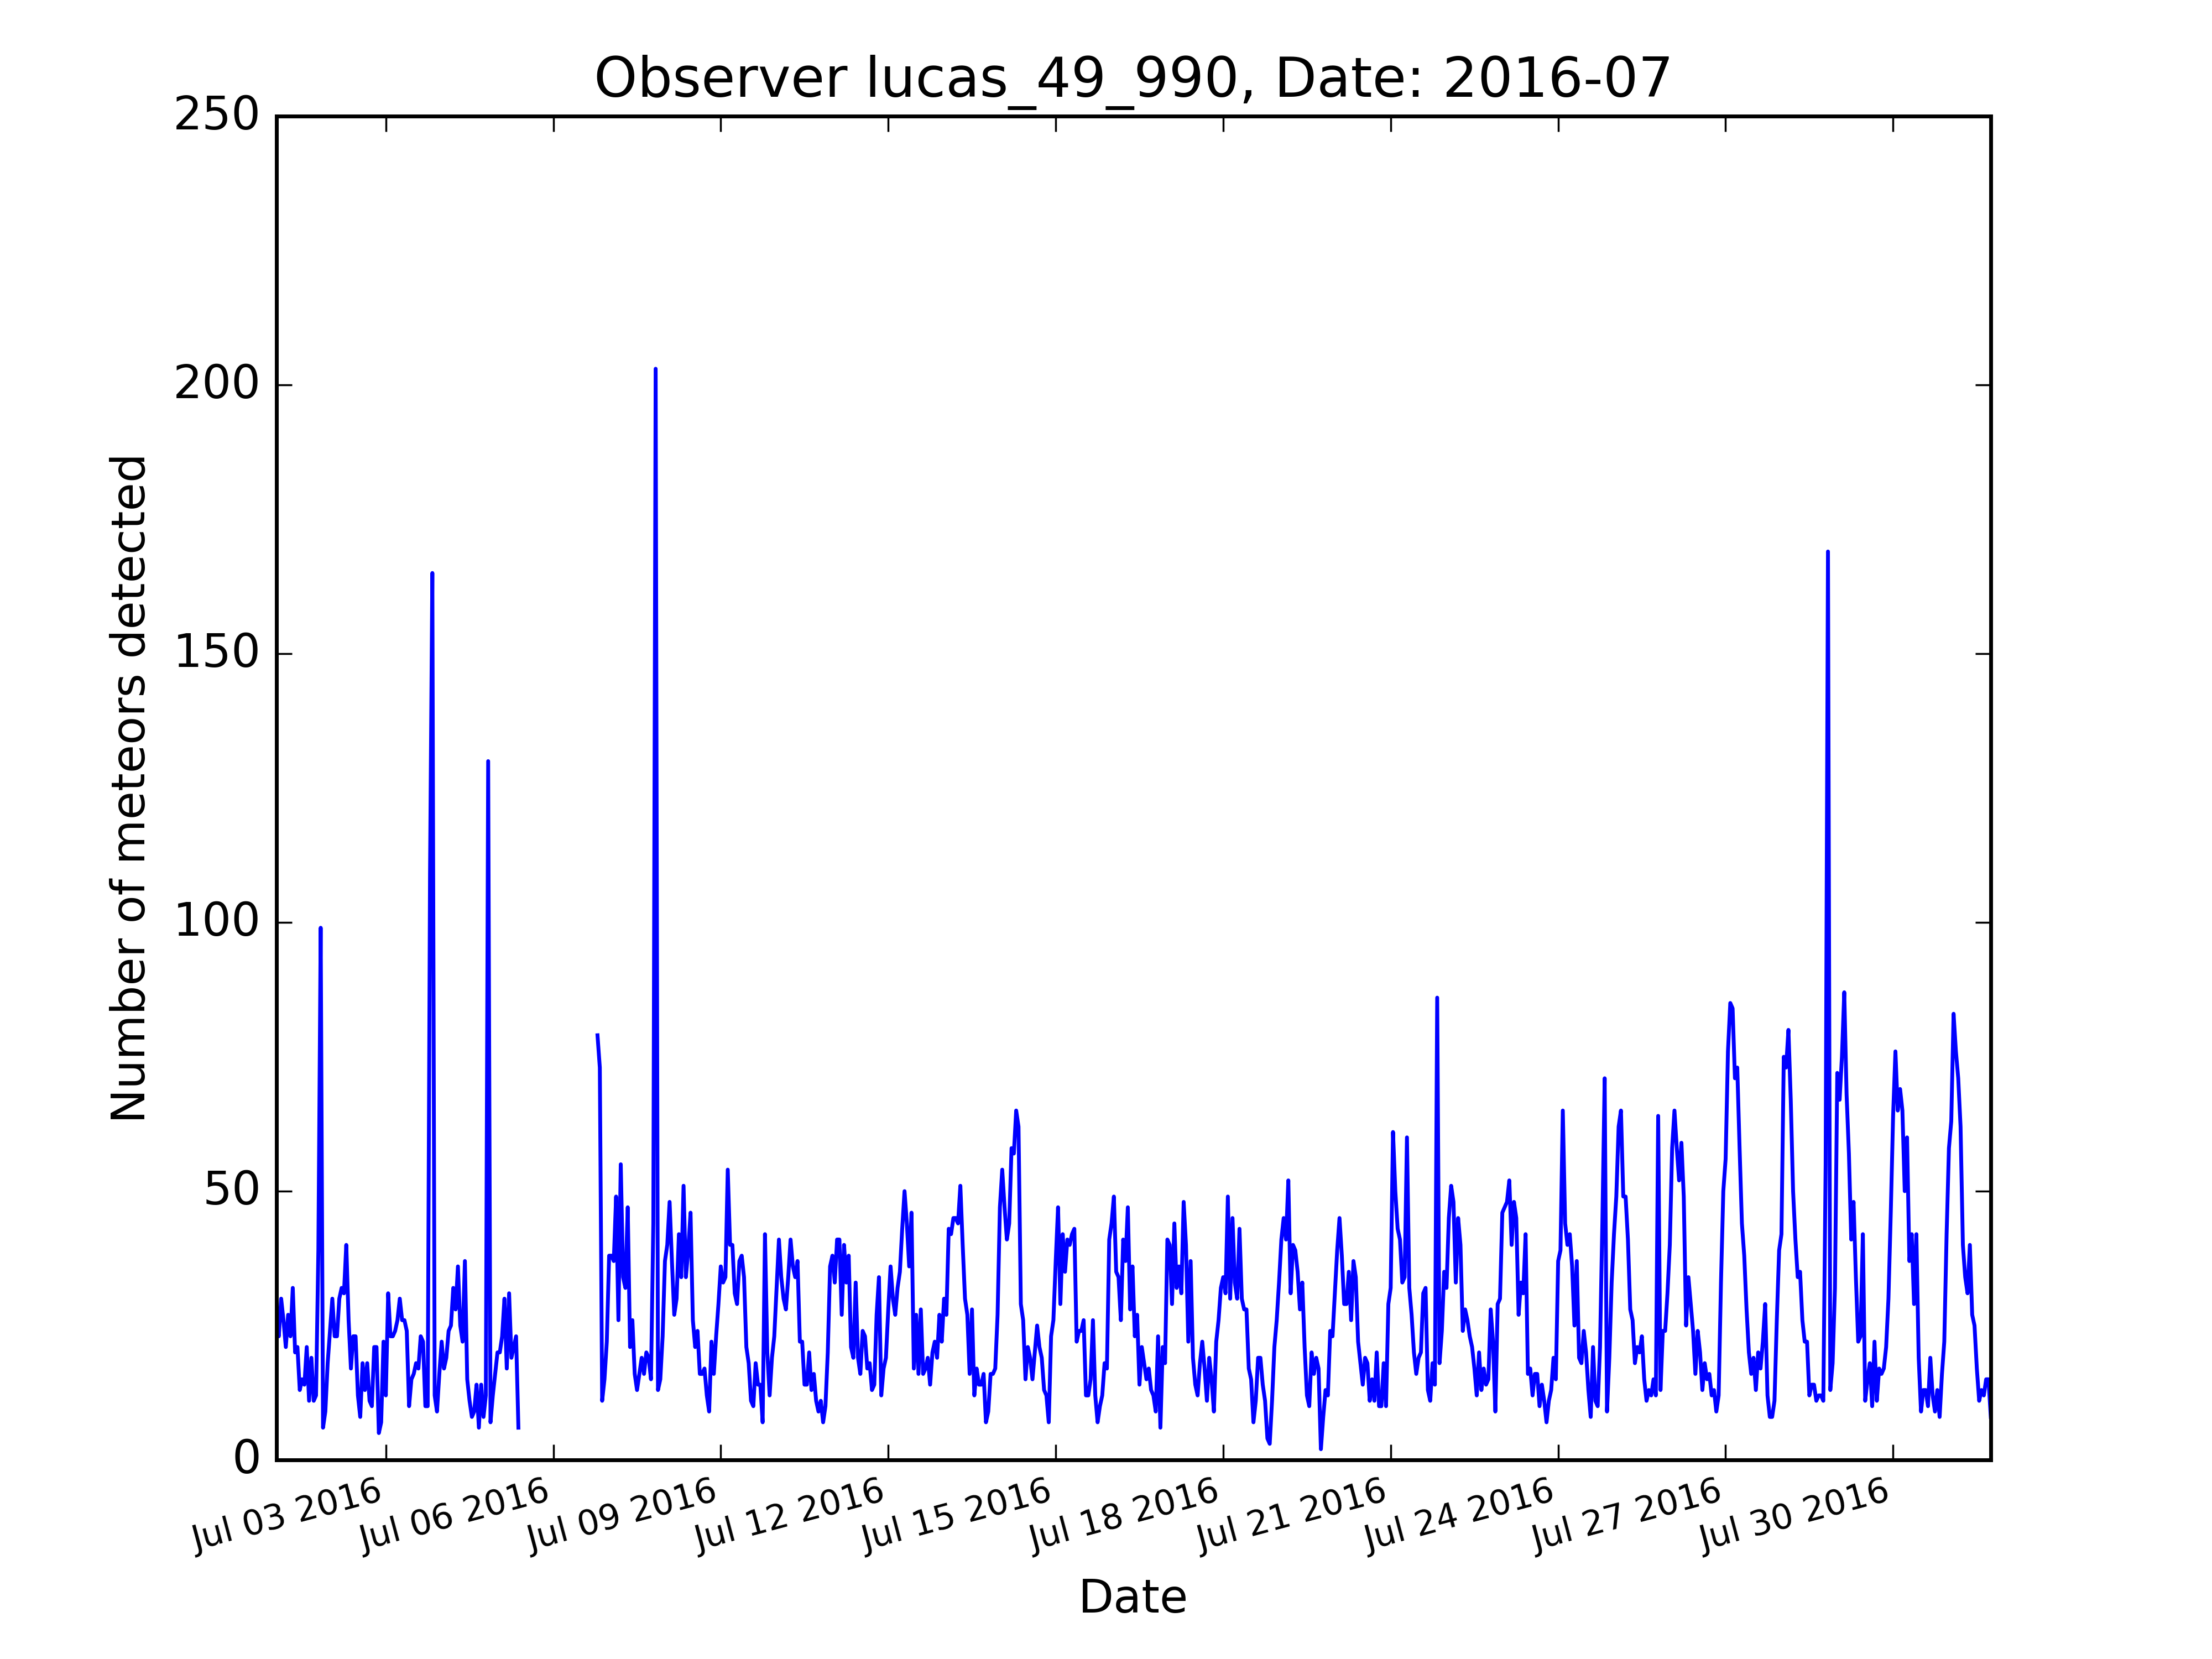 Observer lucas_49_990, Date: 2016-07
250
200
150
100
50
0
Number of meteors detected
Jul 03 2016
Jul 06 2016
Jul 09 2016
Jul 12 2016
Jul 15 2016
Jul 18 2016
Jul 21 2016
Jul 24 2016
Jul 27 2016
Jul 30 2016
Date